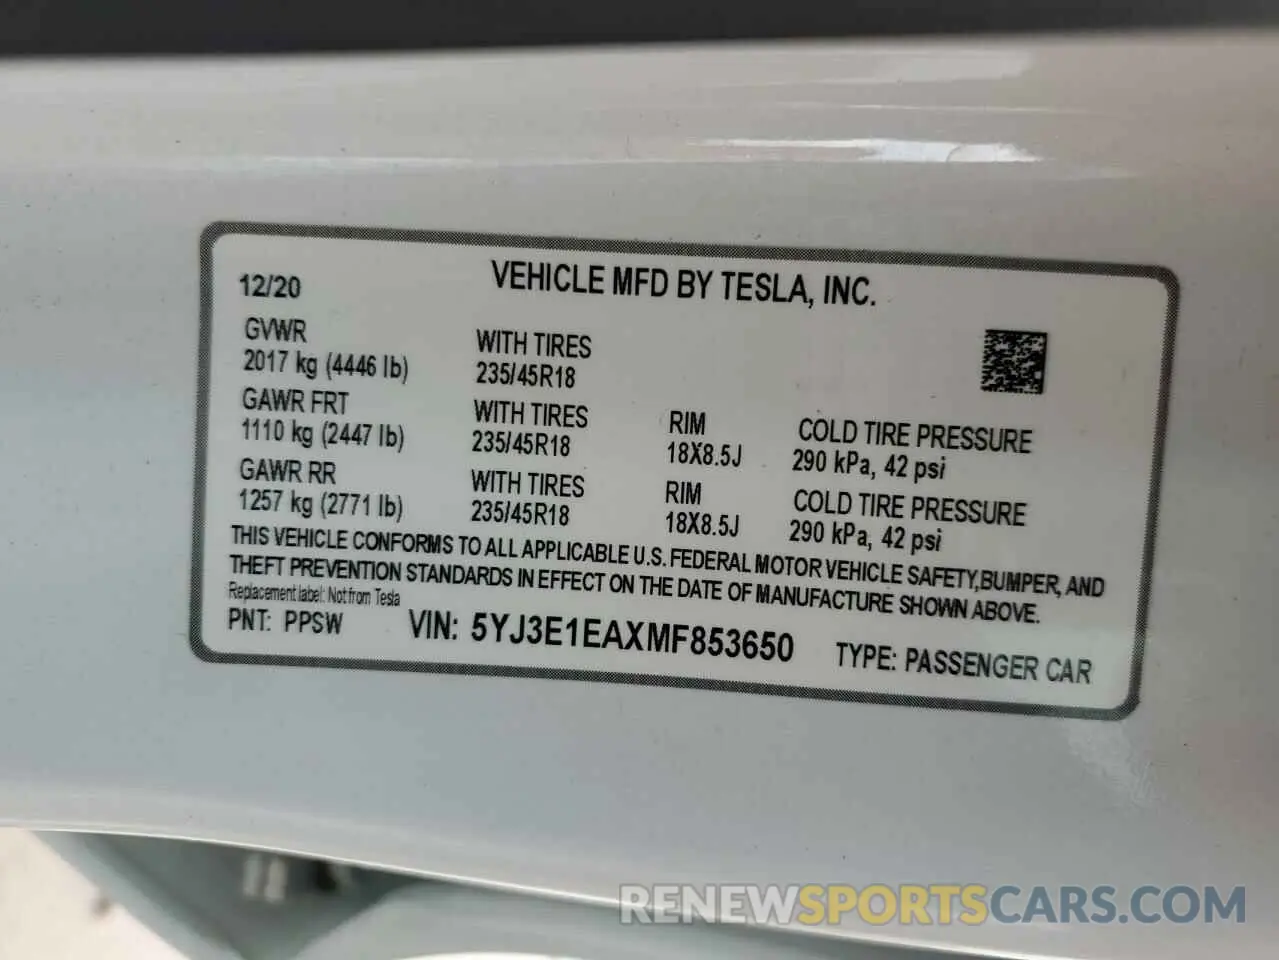 VEHICLE MFD BY TESLA, INC.
12/20
GVWR
2017 kg (4446 lb)
WITH TIRES
235/45R18
GAWR FRT
1110 kg (2447 lb)
WITH TIRES
235/45R18
RIM
18X8.5J
COLD TIRE PRESSURE
290 kPa, 42 psi
GAWR RR
1257 kg (2771 lb)
WITH TIRES
235/45R18
RIM
18X8.5J
COLD TIRE PRESSURE
290 kPa, 42 psi
THIS VEHICLE CONFORMS TO ALL APPLICABLE U.S. FEDERAL MOTOR VEHICLE SAFETY,BUMPER, AND
THEFT PREVENTION STANDARDS IN EFFECT ON THE DATE OF MANUFACTURE SHOWN ABOVE.
Replacement label: Not from Tesla
PNT: PPSW VIN: 5YJ3E1EAXMF853650 TYPE: PASSENGER CAR
RENEWSPORTSCARS.COM